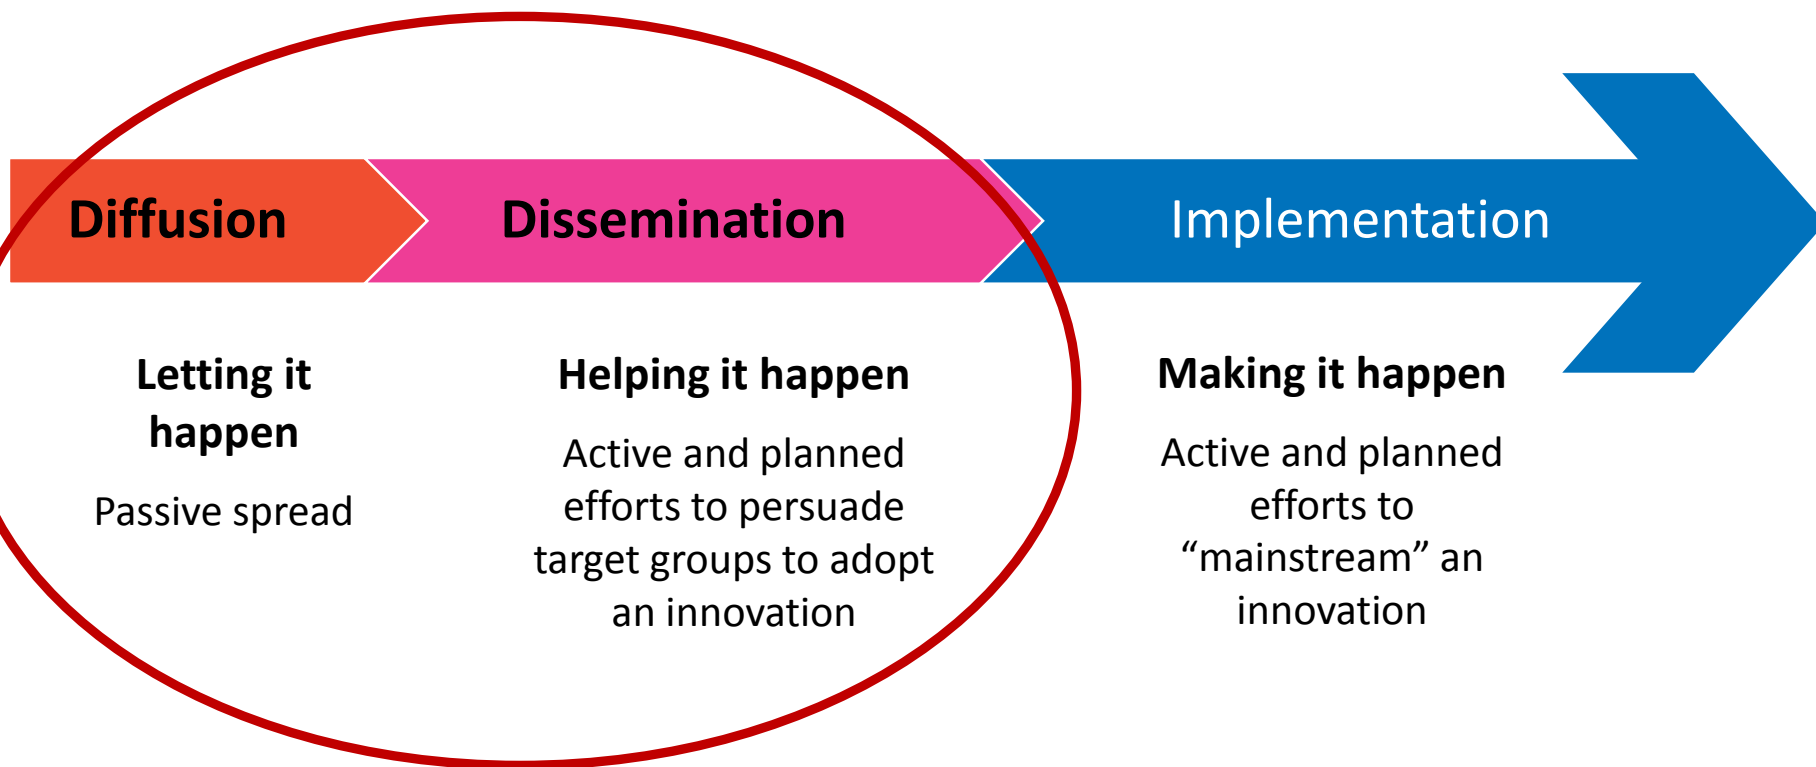 Diffusion
Dissemination
Implementation
Letting it
happen
Passive spread
Helping it happen
Active and planned
efforts to persuade
target groups to adopt
an innovation
Making it happen
Active and planned
efforts to
“mainstream” an
innovation